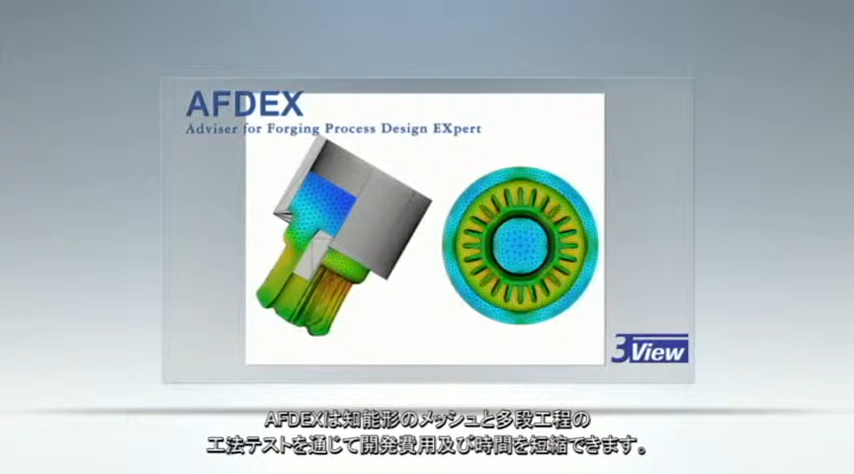 AFDEX
Adviser for Forging Process Design EXpert
3View
AFDEXは知能形のメッシュと多段工程の
工法テストを通じて開発費用及び時間を短縮できます。